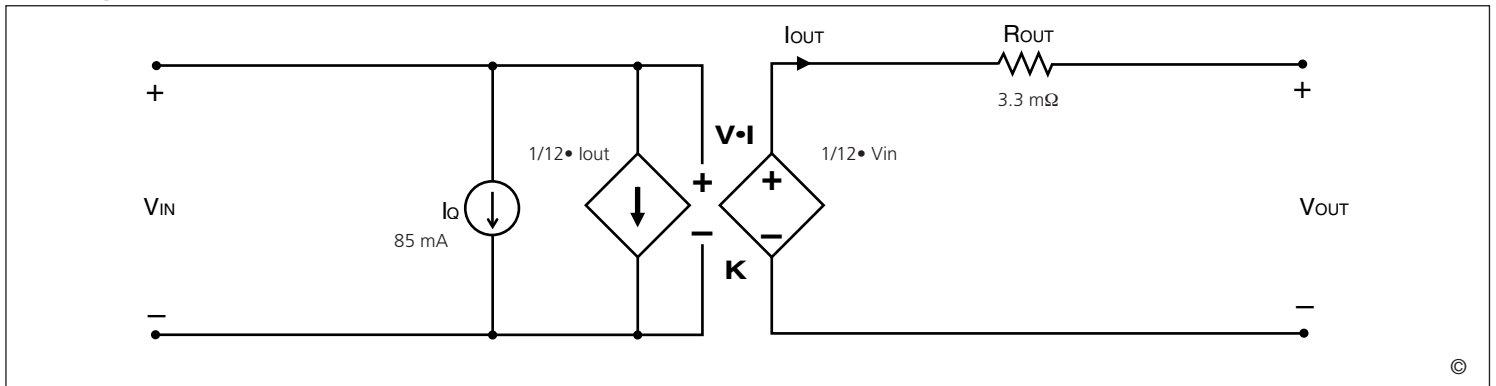 IOUT
ROUT
+
+
3.3 mΩ
V•I
1/12• Iout
1/12• Vin
+
+
VIN
IQ
VOUT
85 mA
–
–
K
–
–
©